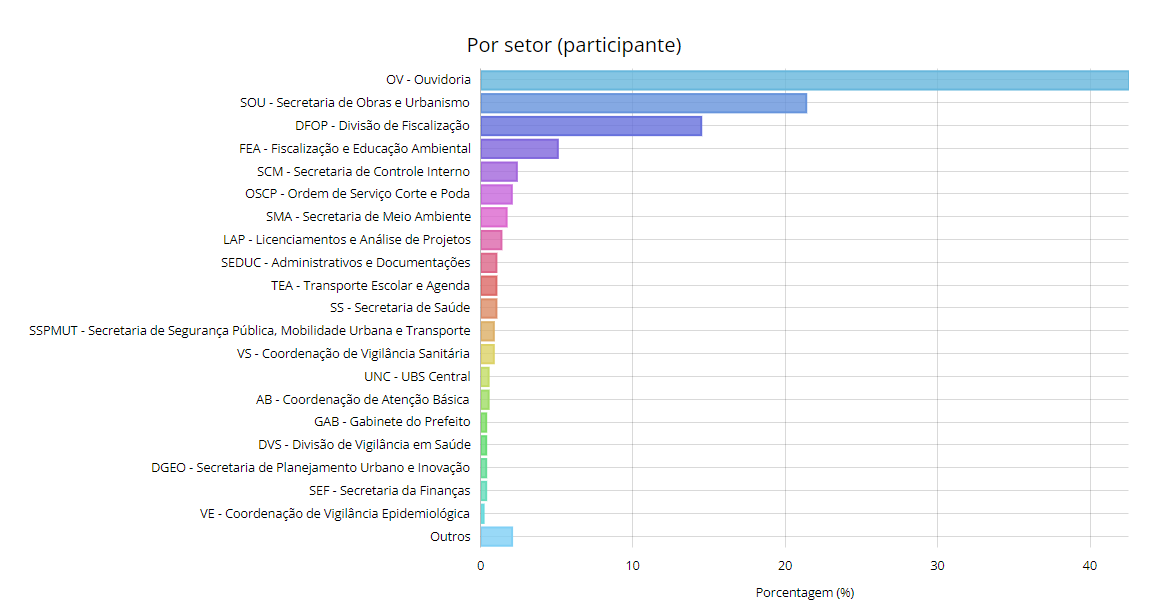 Por setor (participante)
OV - Ouvidoria
SOU - Secretaria de Obras e Urbanismo
DFOP - Divisão de Fiscalização
FEA - Fiscalização e Educação Ambiental
SCM - Secretaria de Controle Interno
OSCP - Ordem de Serviço Corte e Poda
SMA - Secretaria de Meio Ambiente
LAP - Licenciamentos e Análise de Projetos
SEDUC - Administrativos e Documentações
TEA - Transporte Escolar e Agenda
SS - Secretaria de Saúde
SSPMUT - Secretaria de Segurança Pública, Mobilidade Urbana e Transporte
VS - Coordenação de Vigilância Sanitária
UNC - UBS Central
AB - Coordenação de Atenção Básica
GAB - Gabinete do Prefeito
DVS - Divisão de Vigilância em Saúde
DGEO - Secretaria de Planejamento Urbano e Inovação
SEF - Secretaria da Finanças
VE - Coordenação de Vigilância Epidemiológica
Outros
0 10 20 30 40
Porcentagem (%)